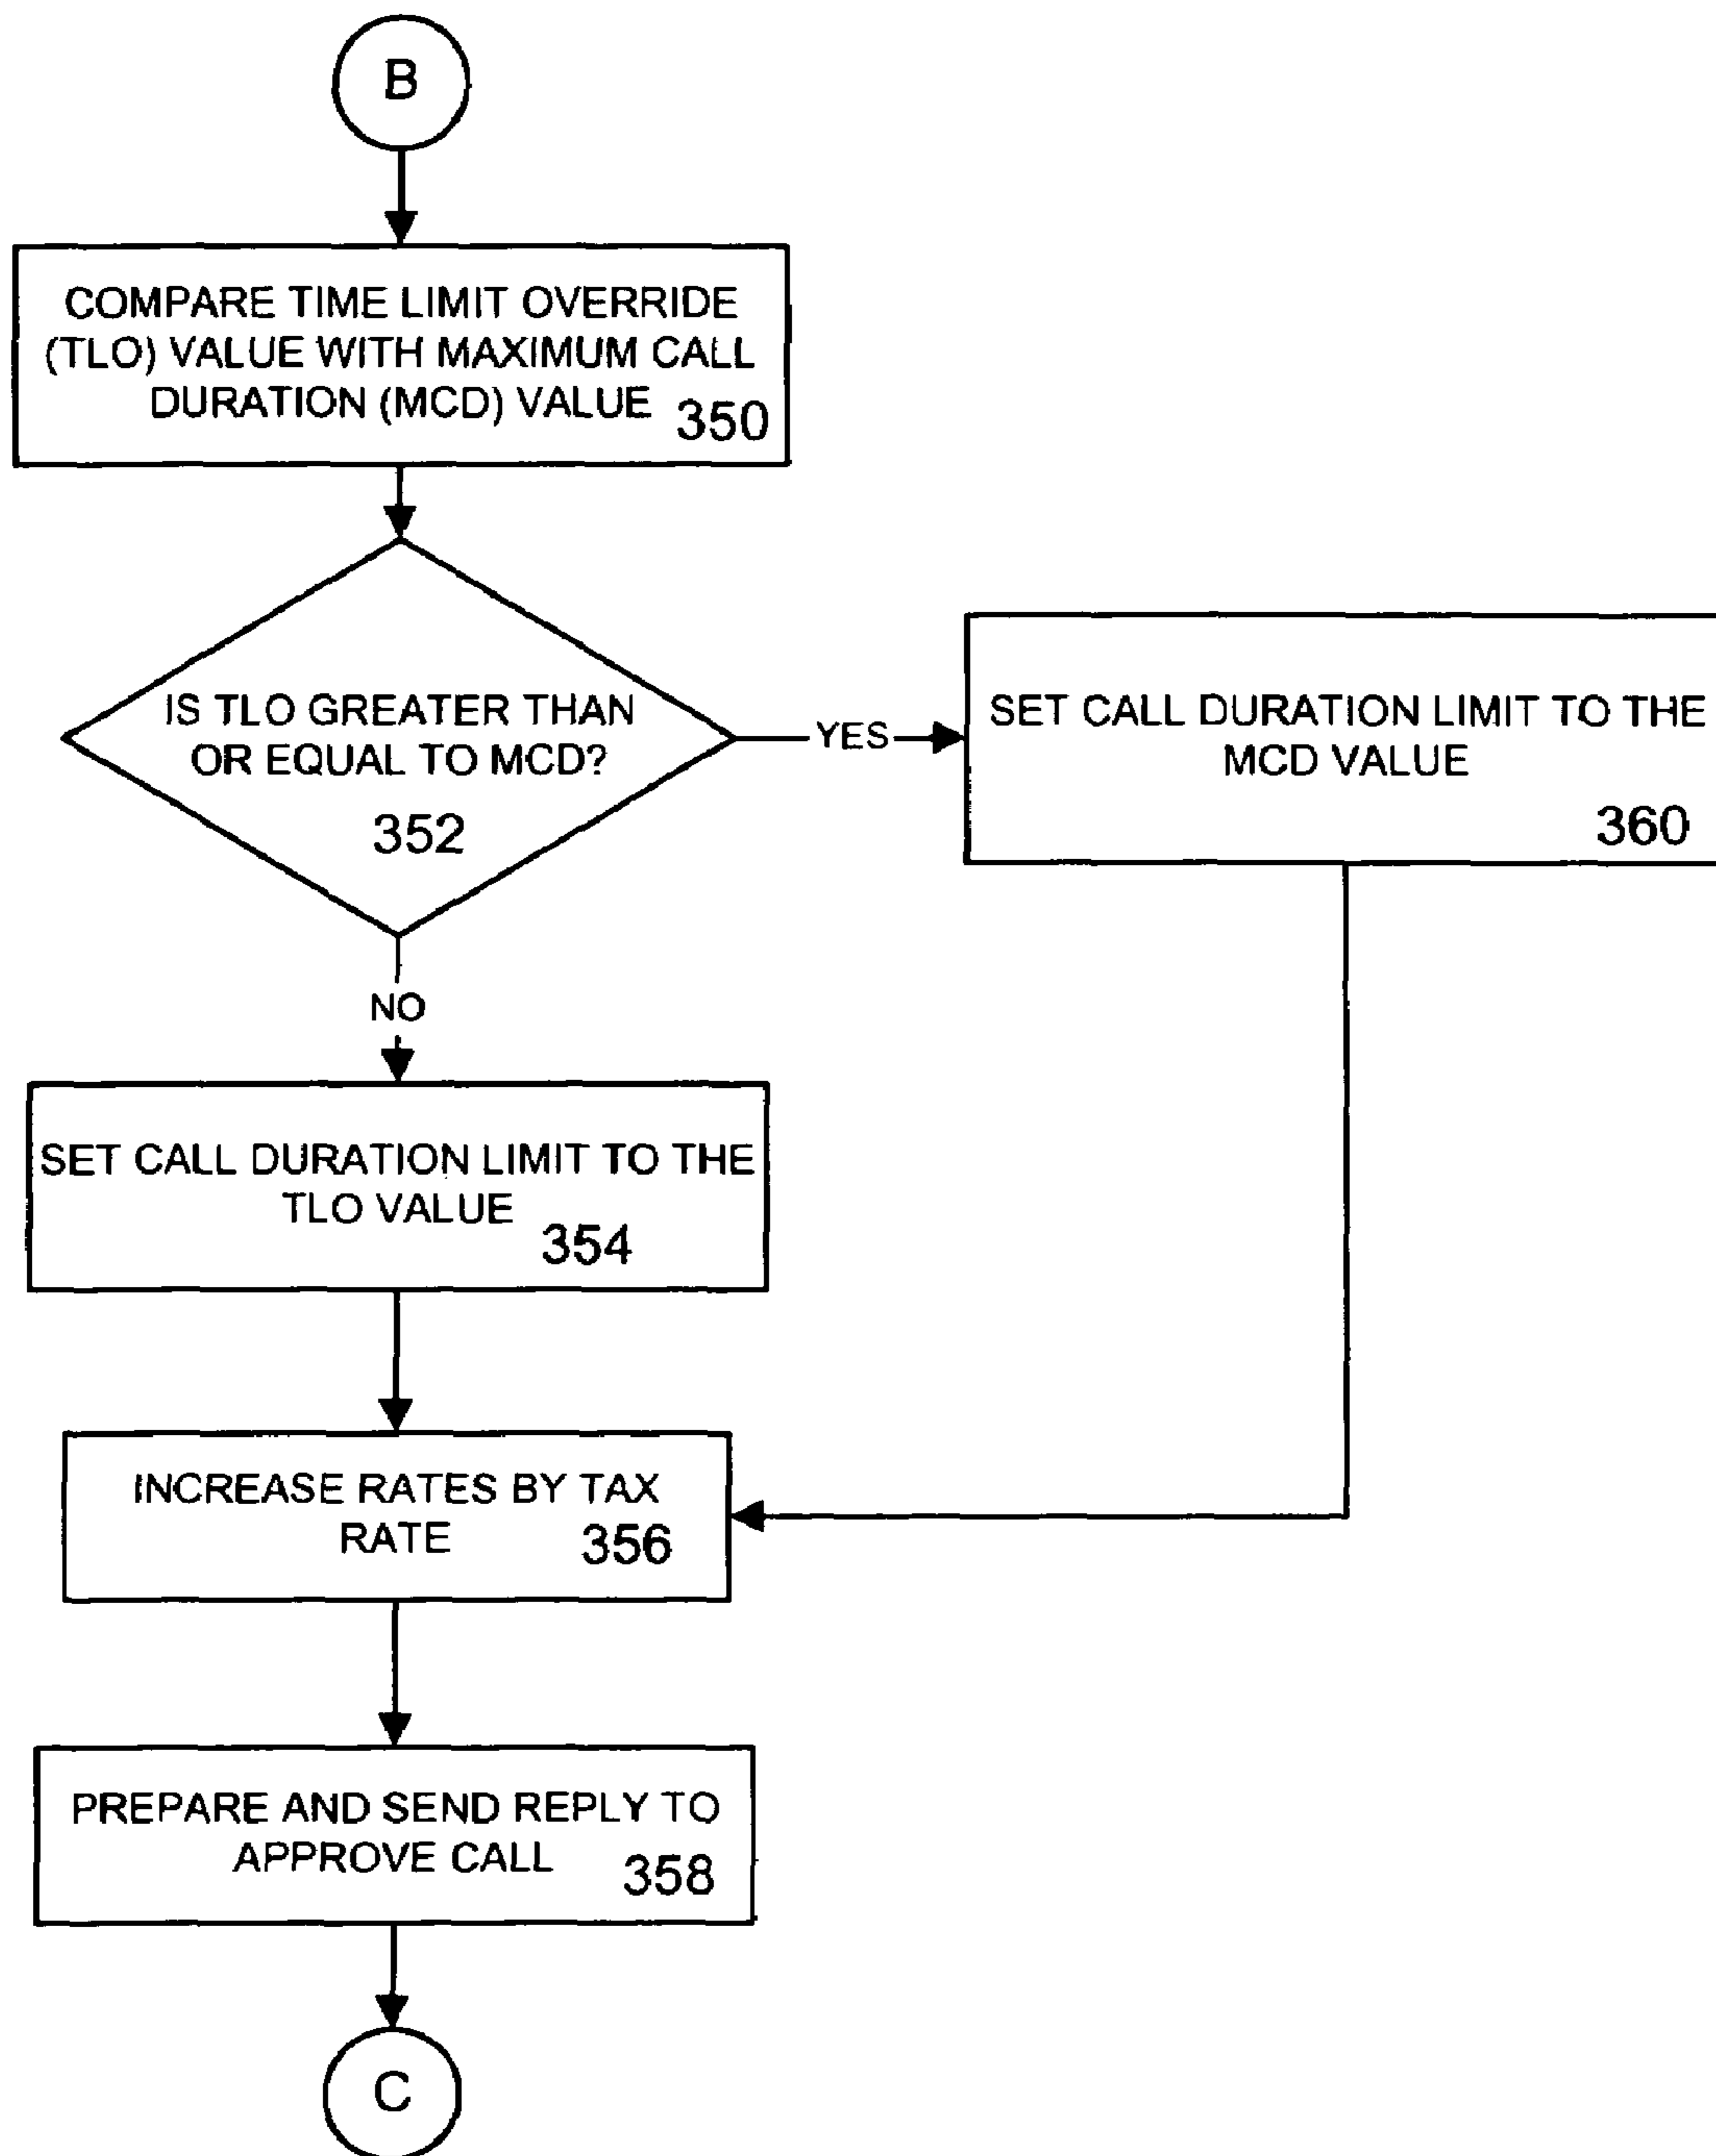 B
COMPARE TIME LIMIT OVERRIDE
(TLO) VALUE WITH MAXIMUM CALL
DURATION (MCD) VALUE 350
IS TLO GREATER THAN
OR EQUAL TO MCD?
352
YES
SET CALL DURATION LIMIT TO THE
MCD VALUE
360
NO
SET CALL DURATION LIMIT TO THE
TLO VALUE
354
INCREASE RATES BY TAX
RATE 356
PREPARE AND SEND REPLY TO
APPROVE CALL 358
C